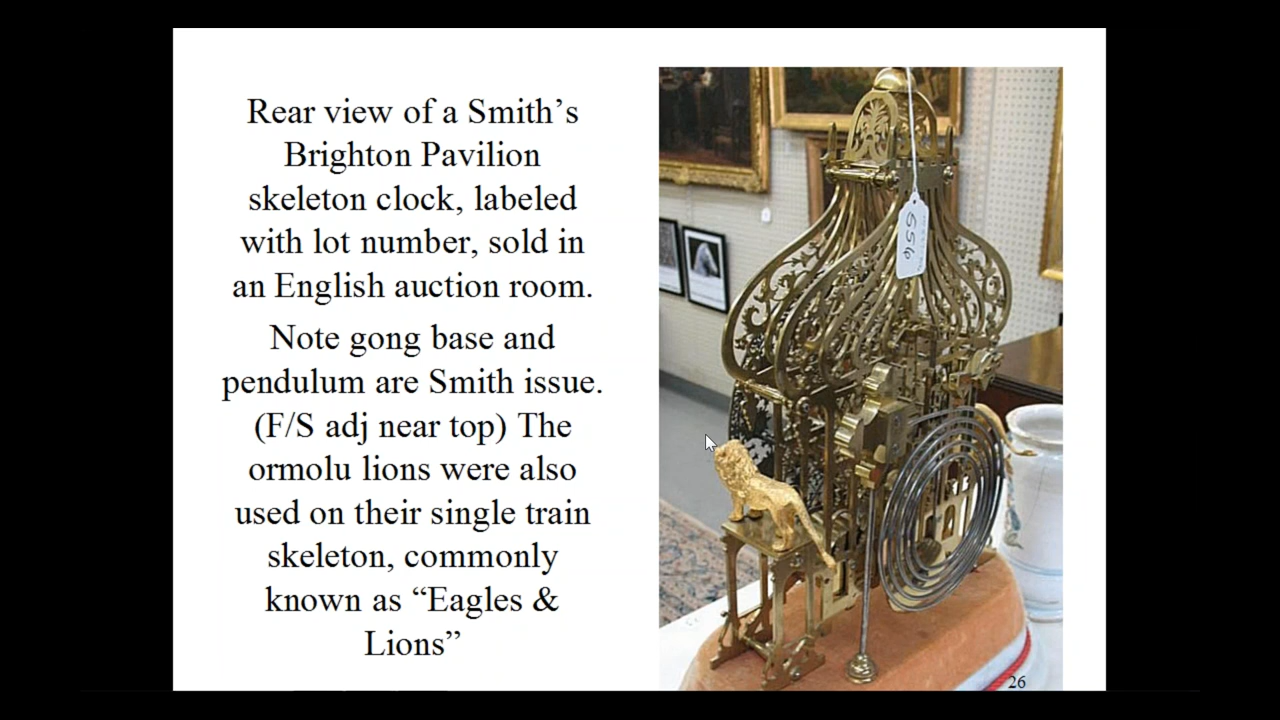 Rear view of a Smith’s
Brighton Pavilion
skeleton clock, labeled
with lot number, sold in
an English auction room.
Note gong base and
pendulum are Smith issue.
(F/S adj near top) The
ormolu lions were also
used on their single train
skeleton, commonly
known as “Eagles &
Lions”
656
26